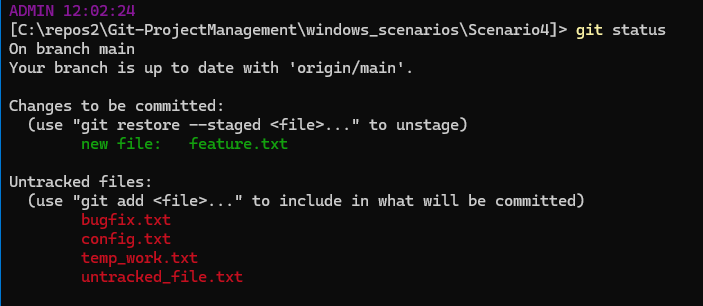 ADMIN 12:02:24
[C:\repos2\Git-ProjectManagement\windows_scenarios\Scenario4]> git status
On branch main
Your branch is up to date with 'origin/main'.

Changes to be committed:
  (use "git restore --staged <file>..." to unstage)
        new file:   feature.txt

Untracked files:
  (use "git add <file>..." to include in what will be committed)
        bugfix.txt
        config.txt
        temp_work.txt
        untracked_file.txt